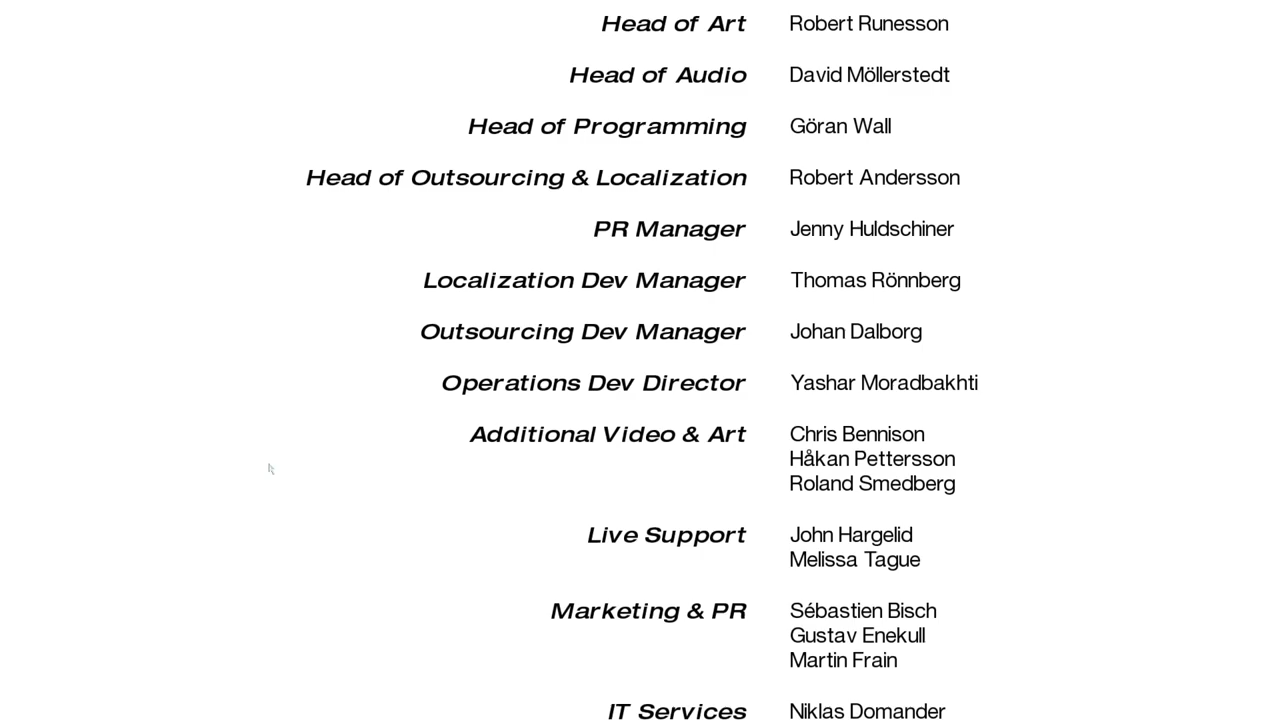 Head of Art Robert Runesson
Head of Audio David Möllerstedt
Head of Programming Göran Wall
Head of Outsourcing & Localization Robert Andersson
PR Manager Jenny Huldschiner
Localization Dev Manager Thomas Rönnberg
Outsourcing Dev Manager Johan Dalborg
Operations Dev Director Yashar Moradbakhti
Additional Video & Art Chris Bennison
Håkan Pettersson
Roland Smedberg
Live Support John Hargelid
Melissa Tague
Marketing & PR Sébastien Bisch
Gustav Enekull
Martin Frain
IT Services Niklas Domander